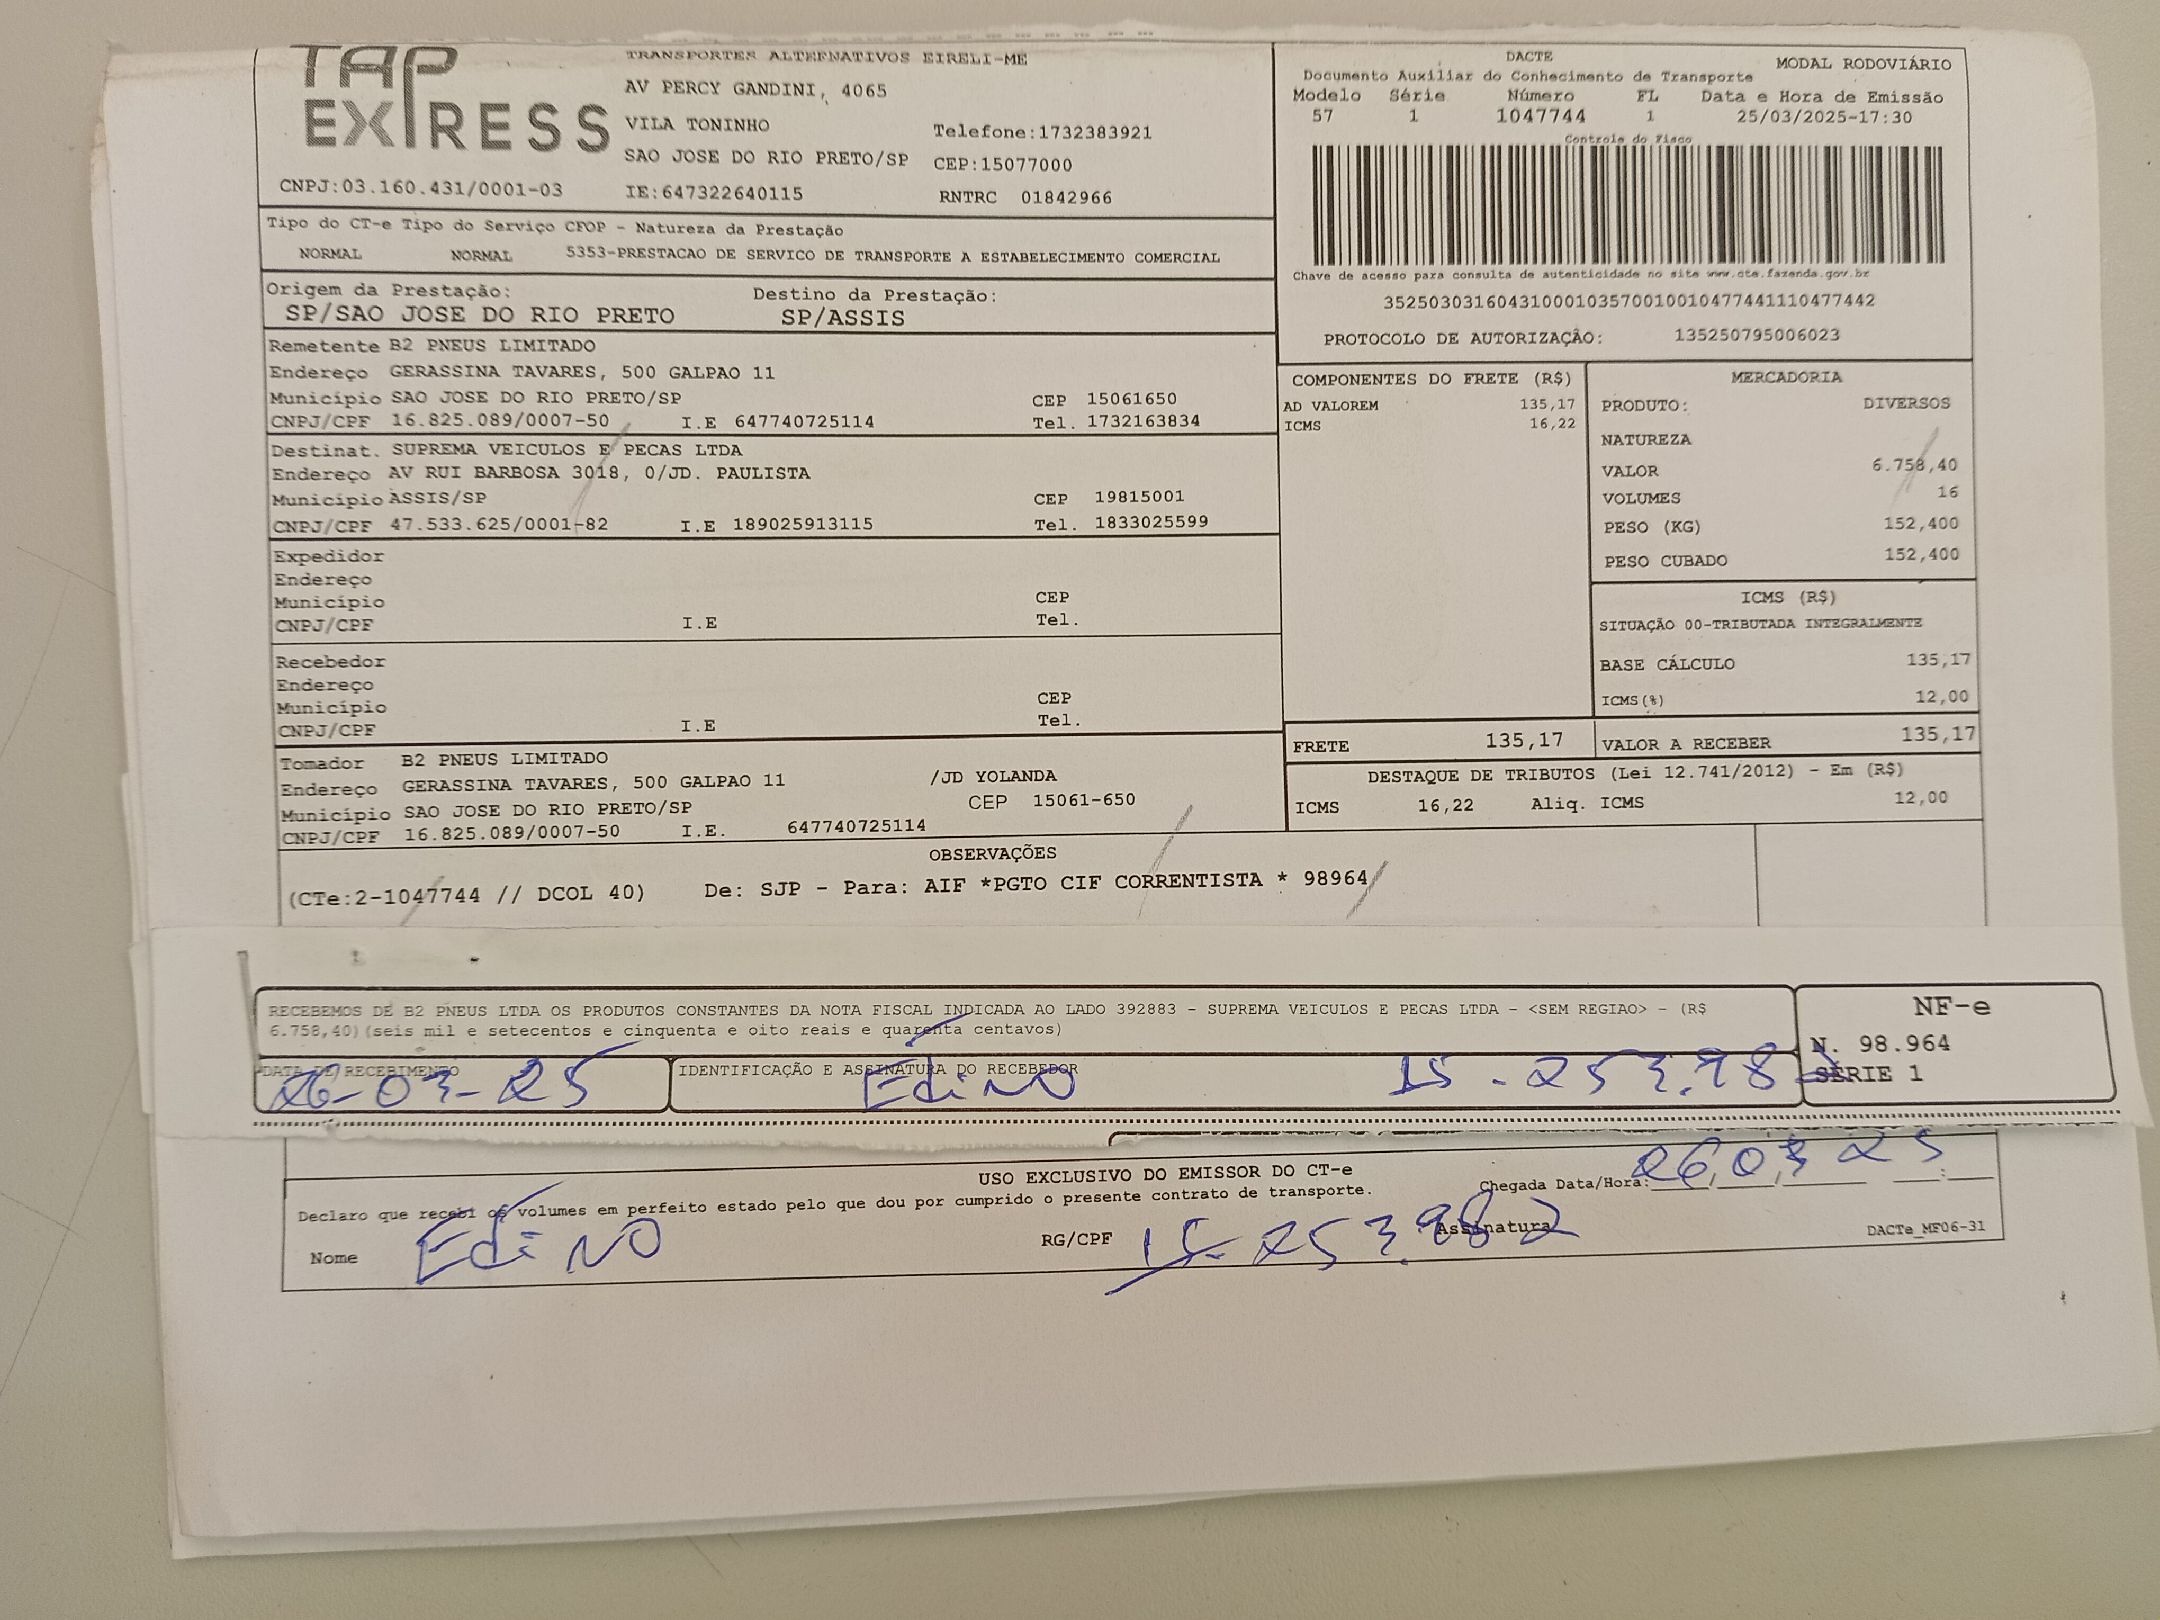 TAP EXPRESS
TRANSPORTES ALTERNATIVOS EIRELI-ME
AV PERCY GANDINI, 4065
VILA TONINHO Telefone:1732383921
SAO JOSE DO RIO PRETO/SP CEP:15077000
CNPJ:03.160.431/0001-03 IE:647322640115 RNTRC 01842966
DACTE MODAL RODOVIÁRIO
Documento Auxiliar do Conhecimento de Transporte
Modelo Série Número FL Data e Hora de Emissão
57 1 1047744 1 25/03/2025-17:30
Controle do Fisco
Chave de acesso para consulta de autenticidade no site www.cte.fazenda.gov.br
35250303160431000103570010010477441110477442
PROTOCOLO DE AUTORIZAÇÃO: 135250795006023
Tipo do CT-e Tipo do Serviço CFOP - Natureza da Prestação
NORMAL NORMAL 5353-PRESTACAO DE SERVICO DE TRANSPORTE A ESTABELECIMENTO COMERCIAL
Origem da Prestação: Destino da Prestação:
SP/SAO JOSE DO RIO PRETO SP/ASSIS
Remetente B2 PNEUS LIMITADO
Endereço GERASSINA TAVARES, 500 GALPAO 11
Município SAO JOSE DO RIO PRETO/SP CEP 15061650
CNPJ/CPF 16.825.089/0007-50 I.E 647740725114 Tel. 1732163834
Destinat. SUPREMA VEICULOS E PECAS LTDA
Endereço AV RUI BARBOSA 3018, 0/JD. PAULISTA
Município ASSIS/SP CEP 19815001
CNPJ/CPF 47.533.625/0001-82 I.E 189025913115 Tel. 1833025599
Expedidor
Endereço
Município CEP
CNPJ/CPF I.E Tel.
Recebedor
Endereço
Município CEP
CNPJ/CPF I.E Tel.
Tomador B2 PNEUS LIMITADO
Endereço GERASSINA TAVARES, 500 GALPAO 11 /JD YOLANDA
Município SAO JOSE DO RIO PRETO/SP CEP 15061-650
CNPJ/CPF 16.825.089/0007-50 I.E. 647740725114
COMPONENTES DO FRETE (R$)
AD VALOREM 135,17
ICMS 16,22
MERCADORIA
PRODUTO: DIVERSOS
NATUREZA
VALOR 6.758,40
VOLUMES 16
PESO (KG) 152,400
PESO CUBADO 152,400
ICMS (R$)
SITUAÇÃO 00-TRIBUTADA INTEGRALMENTE
BASE CÁLCULO 135,17
ICMS(%) 12,00
FRETE 135,17 VALOR A RECEBER 135,17
DESTAQUE DE TRIBUTOS (Lei 12.741/2012) - Em (R$)
ICMS 16,22 Aliq. ICMS 12,00
OBSERVAÇÕES
(CTe:2-1047744 // DCOL 40) De: SJP - Para: AIF *PGTO CIF CORRENTISTA * 98964
RECEBEMOS DE B2 PNEUS LTDA OS PRODUTOS CONSTANTES DA NOTA FISCAL INDICADA AO LADO 392883 - SUPREMA VEICULOS E PECAS LTDA - <SEM REGIAO> - (R$
6.758,40)(seis mil e setecentos e cinquenta e oito reais e quarenta centavos)
NF-e
N. 98.964
SÉRIE 1
DATA DE RECEBIMENTO IDENTIFICAÇÃO E ASSINATURA DO RECEBEDOR
26-03-25 Edino 15-253.982
USO EXCLUSIVO DO EMISSOR DO CT-e
Declaro que recebi os volumes em perfeito estado pelo que dou por cumprido o presente contrato de transporte. Chegada Data/Hora: 26 03 25
Nome Edino RG/CPF 15-253.982 Assinatura DACTe_MF06-31